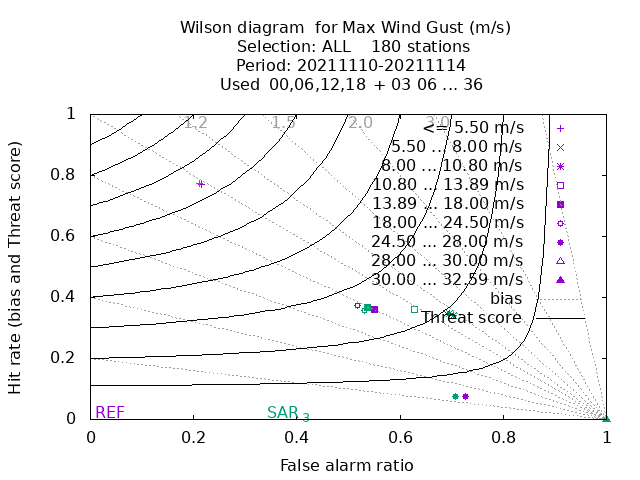 Wilson diagram for Max Wind Gust (m/s)
Selection: ALL 180 stations
Period: 20211110-20211114
Used 00,06,12,18 + 03 06 ... 36
1.2 1.5 2.0 3.0
<= 5.50 m/s
5.50 ... 8.00 m/s
8.00 ... 10.80 m/s
10.80 ... 13.89 m/s
13.89 ... 18.00 m/s
18.00 ... 24.50 m/s
24.50 ... 28.00 m/s
28.00 ... 30.00 m/s
30.00 ... 32.59 m/s
bias
Threat score
Hit rate (bias and Threat score)
1
0.8
0.6
0.4
0.2
0
REF SAR 3
0 0.2 0.4 0.6 0.8 1
False alarm ratio